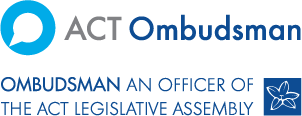 ACT Ombudsman
OMBUDSMAN AN OFFICER OF
THE ACT LEGISLATIVE ASSEMBLY